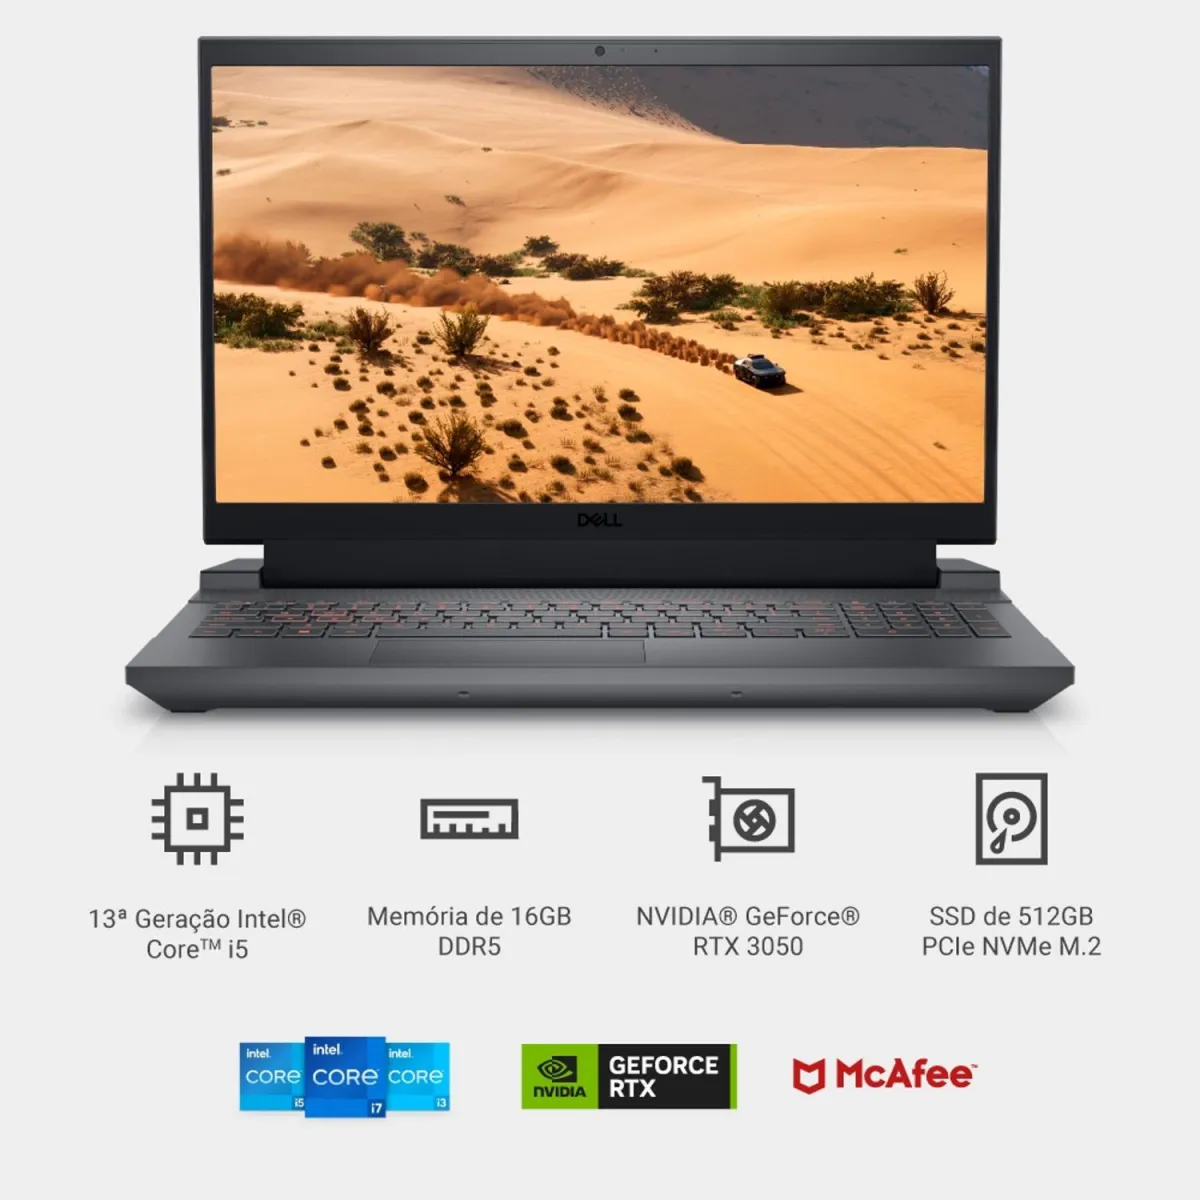 DELL
13ª Geração Intel®
Core™ i5
Memória de 16GB
DDR5
NVIDIA® GeForce®
RTX 3050
SSD de 512GB
PCIe NVMe M.2
intel.
CORE
i5
intel.
CORE
i7
intel.
CORE
i3
NVIDIA
GEFORCE
RTX
McAfee™